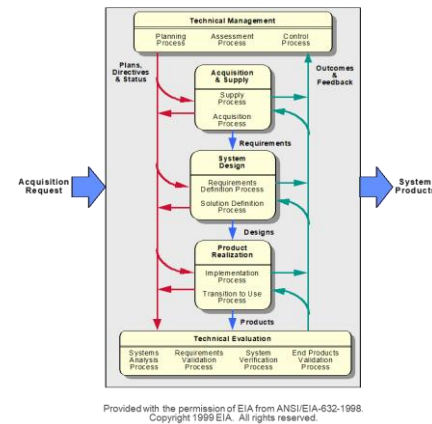 Technical Management
Planning Process
Assessment Process
Control Process
Plans, Directives & Status
Outcomes & Feedback
Acquisition & Supply
Supply Process
Acquisition Process
Requirements
Acquisition Request
System Products
System Design
Requirements Definition Process
Solution Definition Process
Designs
Product Realization
Implementation Process
Transition to Use Process
Products
Technical Evaluation
Systems Analysis Process
Requirements Validation Process
System Verification Process
End Products Validation Process
Provided with the permission of EIA from ANSI/EIA-632-1998.
Copyright 1999 EIA. All rights reserved.